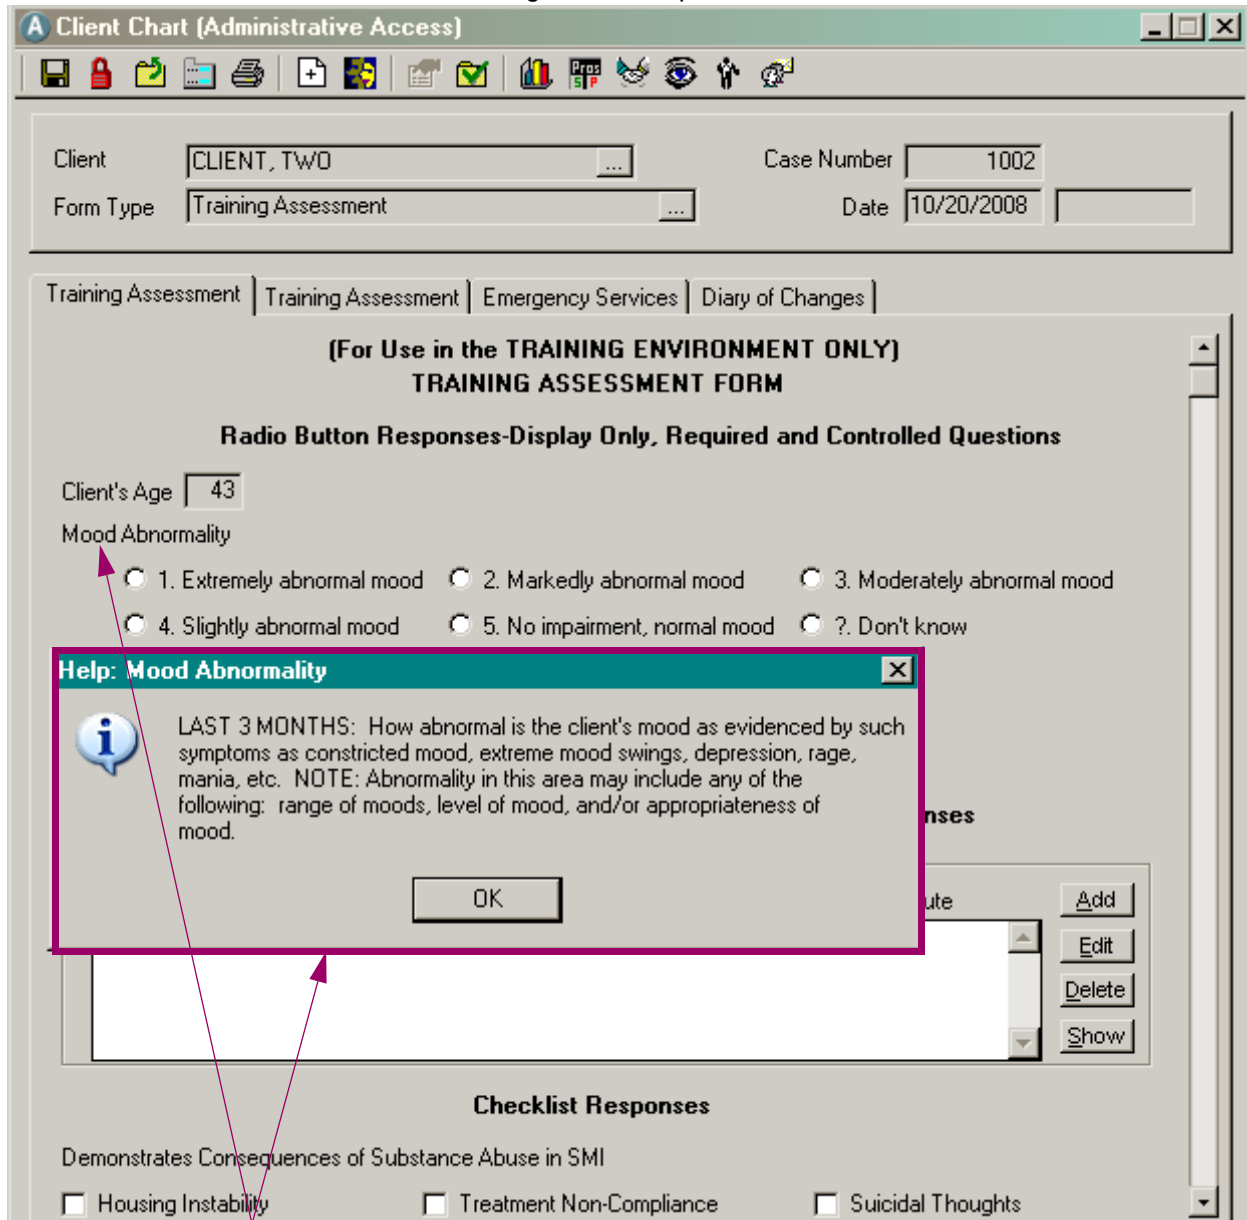 Client Chart (Administrative Access)
Pros
S P
Client CLIENT, TWO ... Case Number 1002
Form Type Training Assessment ... Date 10/20/2008
Training Assessment Training Assessment Emergency Services Diary of Changes
(For Use in the TRAINING ENVIRONMENT ONLY)
TRAINING ASSESSMENT FORM
Radio Button Responses-Display Only, Required and Controlled Questions
Client's Age 43
Mood Abnormality
1. Extremely abnormal mood 2. Markedly abnormal mood 3. Moderately abnormal mood
4. Slightly abnormal mood 5. No impairment, normal mood ?. Don't know
Help: Mood Abnormality
LAST 3 MONTHS: How abnormal is the client's mood as evidenced by such
symptoms as constricted mood, extreme mood swings, depression, rage,
mania, etc. NOTE: Abnormality in this area may include any of the
following: range of moods, level of mood, and/or appropriateness of
mood.
nses
OK
ute Add
Edit
Delete
Show
Checklist Responses
Demonstrates Consequences of Substance Abuse in SMI
Housing Instability Treatment Non-Compliance Suicidal Thoughts